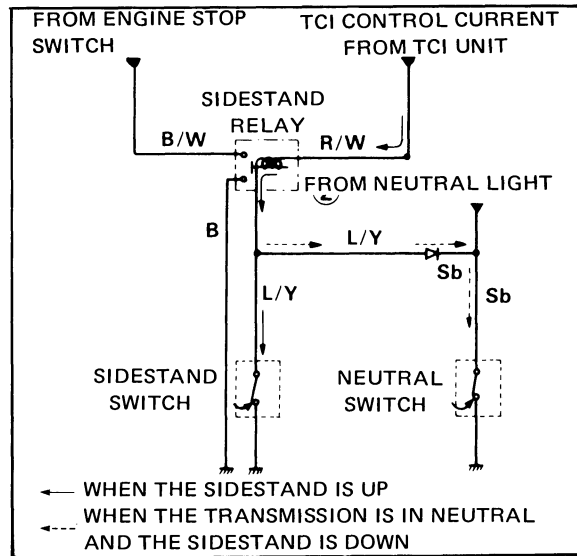 FROM ENGINE STOP
SWITCH
TCI CONTROL CURRENT
FROM TCI UNIT
SIDESTAND
RELAY
B/W
R/W
FROM NEUTRAL LIGHT
B
L/Y
Sb
Sb
L/Y
SIDESTAND
SWITCH
NEUTRAL
SWITCH
WHEN THE SIDESTAND IS UP
WHEN THE TRANSMISSION IS IN NEUTRAL
AND THE SIDESTAND IS DOWN